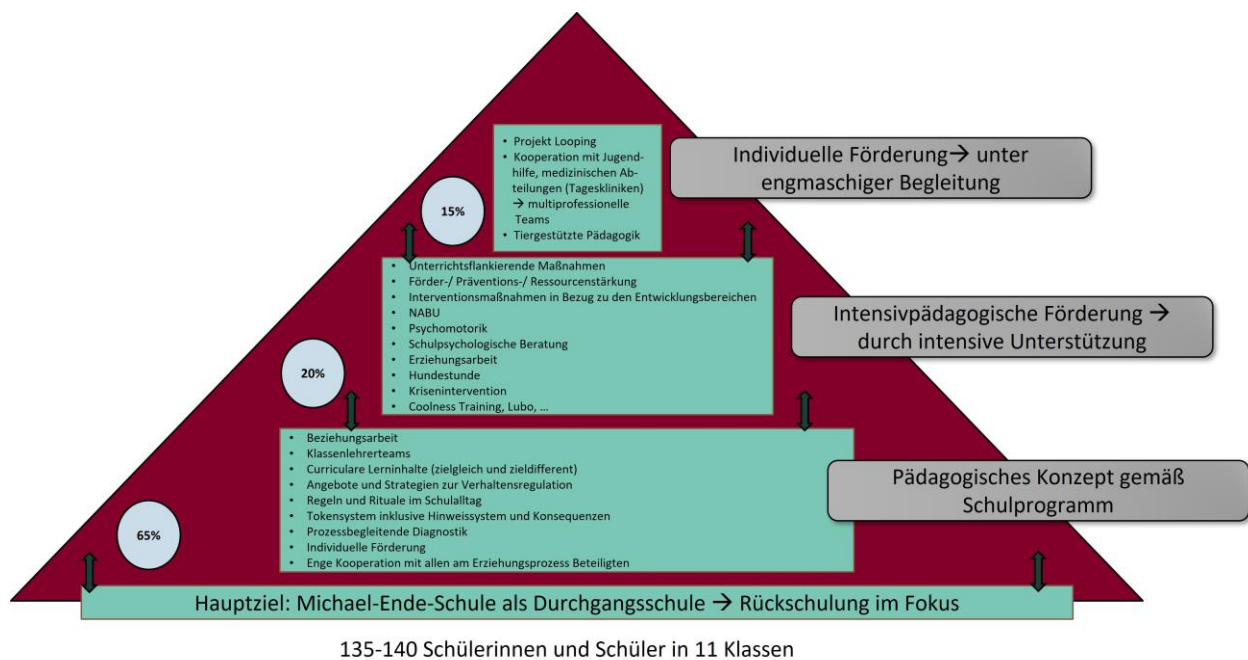 • Projekt Looping
• Kooperation mit Jugend-
hilfe, medizinischen Ab-
teilungen (Tageskliniken)
→ multiprofessionelle
Teams
• Tiergestützte Pädagogik
Individuelle Förderung→ unter
engmaschiger Begleitung
15%
• Unterrichtsflankierende Maßnahmen
• Förder-/ Präventions-/ Ressourcenstärkung
• Interventionsmaßnahmen in Bezug zu den Entwicklungsbereichen
• NABU
• Psychomotorik
• Schulpsychologische Beratung
• Erziehungsarbeit
• Hundestunde
• Krisenintervention
• Coolness Training, Lubo, ...
Intensivpädagogische Förderung →
durch intensive Unterstützung
20%
• Beziehungsarbeit
• Klassenlehrerteams
• Curriculare Lerninhalte (zielgleich und zieldifferent)
• Angebote und Strategien zur Verhaltensregulation
• Regeln und Rituale im Schulalltag
• Tokensystem inklusive Hinweissystem und Konsequenzen
• Prozessbegleitende Diagnostik
• Individuelle Förderung
• Enge Kooperation mit allen am Erziehungsprozess Beteiligten
Pädagogisches Konzept gemäß
Schulprogramm
65%
Hauptziel: Michael-Ende-Schule als Durchgangsschule → Rückschulung im Fokus
135-140 Schülerinnen und Schüler in 11 Klassen